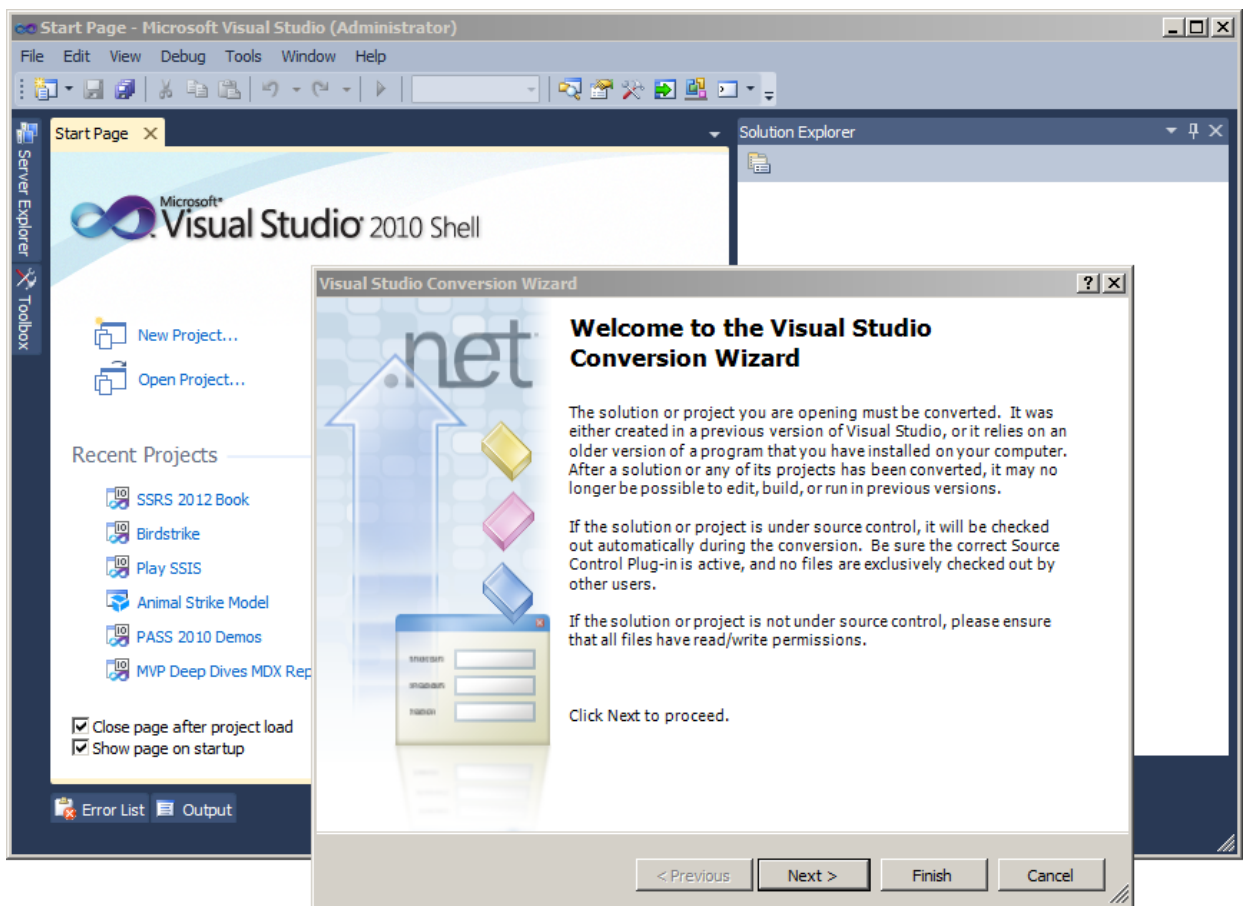 Start Page - Microsoft Visual Studio (Administrator)
File Edit View Debug Tools Window Help
Server Explorer
Toolbox
Start Page
Solution Explorer
Microsoft
Visual Studio 2010 Shell
New Project...
Open Project...
Recent Projects
SSRS 2012 Book
Birdstrike
Play SSIS
Animal Strike Model
PASS 2010 Demos
MVP Deep Dives MDX Rep
Close page after project load
Show page on startup
Error List Output
Visual Studio Conversion Wizard
.net
Welcome to the Visual Studio
Conversion Wizard
The solution or project you are opening must be converted. It was
either created in a previous version of Visual Studio, or it relies on an
older version of a program that you have installed on your computer.
After a solution or any of its projects has been converted, it may no
longer be possible to edit, build, or run in previous versions.
If the solution or project is under source control, it will be checked
out automatically during the conversion. Be sure the correct Source
Control Plug-in is active, and no files are exclusively checked out by
other users.
If the solution or project is not under source control, please ensure
that all files have read/write permissions.
Click Next to proceed.
< Previous Next > Finish Cancel